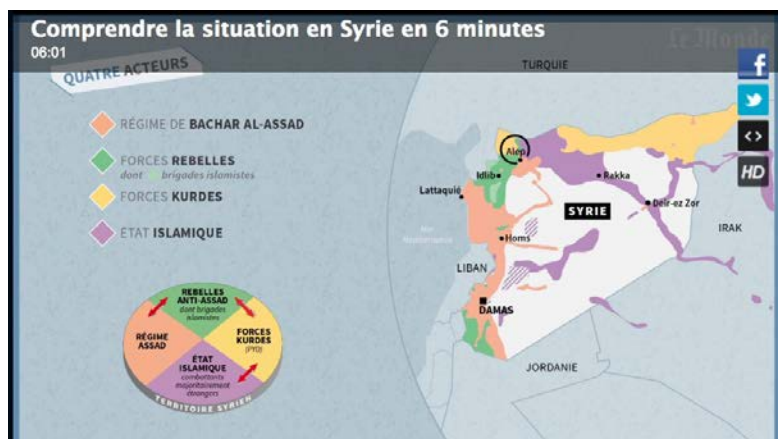 Comprendre la situation en Syrie en 6 minutes
06:01
Le Monde
QUATRE ACTEURS
RÉGIME DE BACHAR AL-ASSAD
FORCES REBELLES
dont brigades islamistes
FORCES KURDES
ETAT ISLAMIQUE
REBELLES
ANTI-ASSAD
dont brigades
islamistes
RÉGIME
ASSAD
FORCES
KURDES
(PYD)
ÉTAT
ISLAMIQUE
combattants
majoritairement
étrangers
TERRITOIRE SYRIEN
TURQUIE
Alep
Idlib
Rakka
Lattaquié
Deir-ez Zor
SYRIE
IRAK
Mer
Méditerranée
Homs
LIBAN
DAMAS
JORDANIE
f
<>
HD